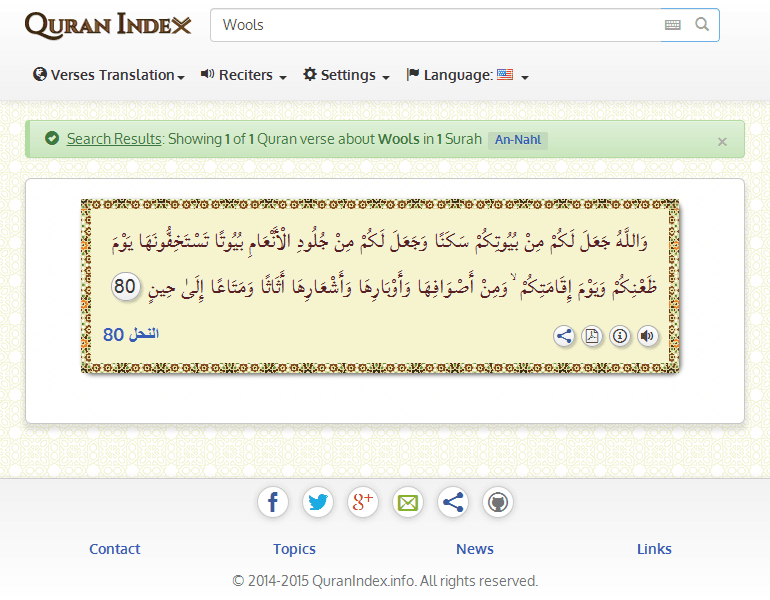 QURAN INDEX
Wools
Verses Translation
Reciters
Settings
Language:
Search Results: Showing 1 of 1 Quran verse about Wools in 1 Surah An-Nahl ×
وَاللَّهُ جَعَلَ لَكُمْ مِنْ بُيُوتِكُمْ سَكَنًا وَجَعَلَ لَكُمْ مِنْ جُلُودِ الْأَنْعَامِ بُيُوتًا تَسْتَخِفُّونَهَا يَوْمَ
ظَعْنِكُمْ وَيَوْمَ إِقَامَتِكُمْ ۙ وَمِنْ أَصْوَافِهَا وَأَوْبَارِهَا وَأَشْعَارِهَا أَثَاثًا وَمَتَاعًا إِلَىٰ حِينٍ 80
النحل 80
Contact
Topics
News
Links
© 2014-2015 QuranIndex.info. All rights reserved.